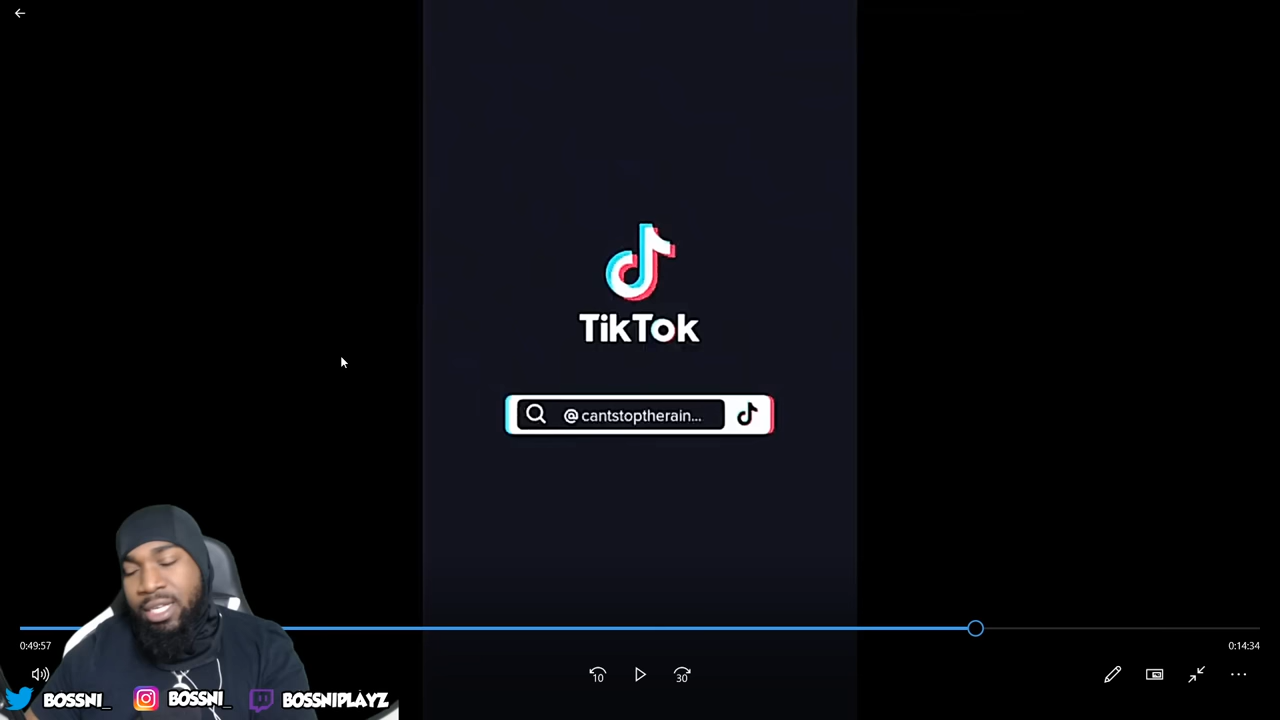 TikTok
@cantstoptherain...
0:49:57
0:14:34
10
30
BOSSNI_
BOSSNI_
BOSSNIPLAYZ